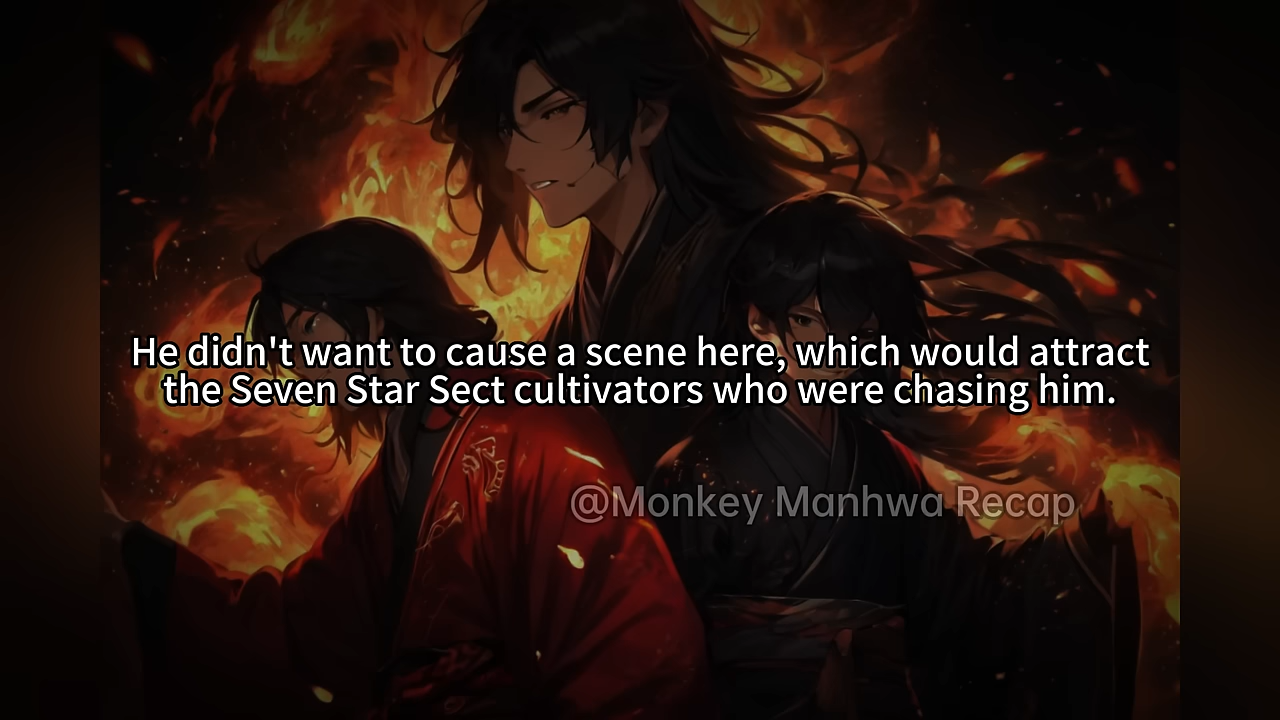 He didn't want to cause a scene here, which would attract
the Seven Star Sect cultivators who were chasing him.
@Monkey Manhwa Recap